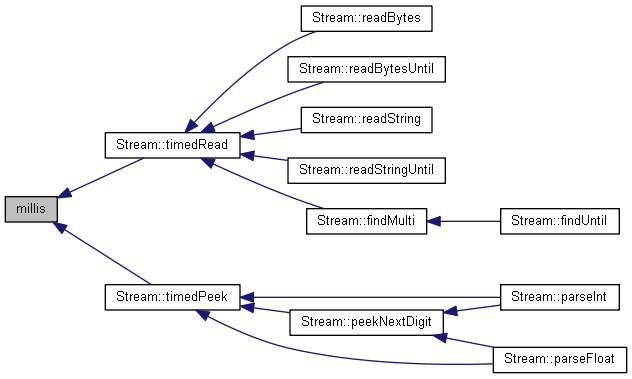 Stream::readBytes
Stream::readBytesUntil
Stream::readString
Stream::timedRead
Stream::readStringUntil
millis
Stream::findMulti
Stream::findUntil
Stream::timedPeek
Stream::parseInt
Stream::peekNextDigit
Stream::parseFloat